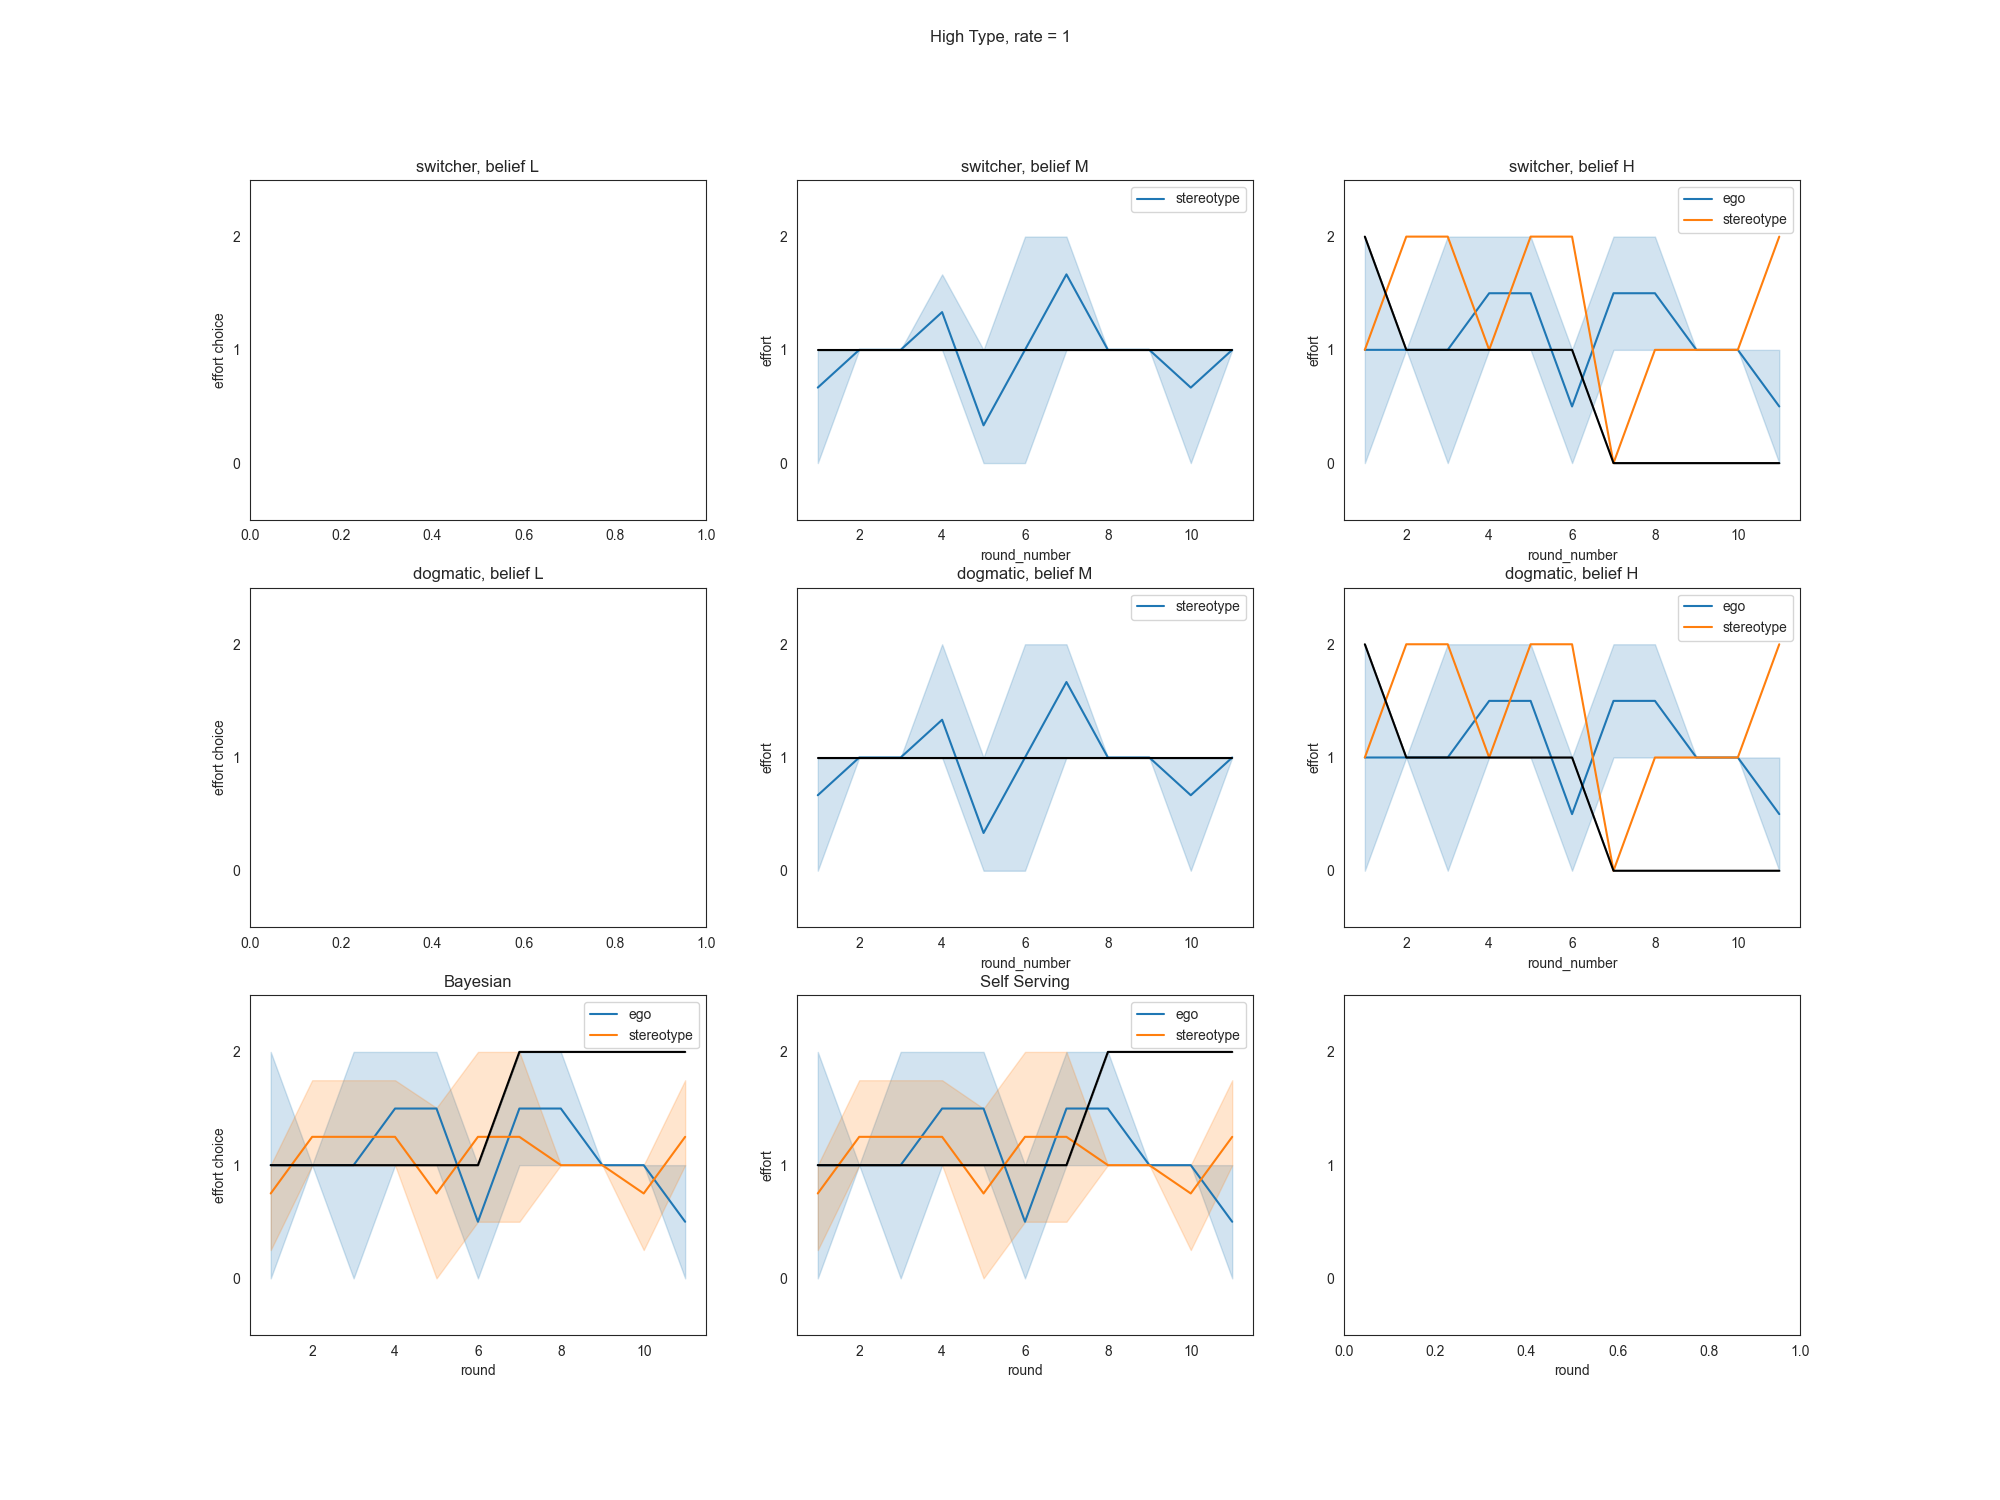 High Type, rate = 1
switcher, belief L
effort choice
2
1
0
0.0 0.2 0.4 0.6 0.8 1.0
switcher, belief M
stereotype
effort
2
1
0
2 4 6 8 10
round_number
switcher, belief H
ego
stereotype
effort
2
1
0
2 4 6 8 10
round_number
dogmatic, belief L
effort choice
2
1
0
0.0 0.2 0.4 0.6 0.8 1.0
dogmatic, belief M
stereotype
effort
2
1
0
2 4 6 8 10
round_number
dogmatic, belief H
ego
stereotype
effort
2
1
0
2 4 6 8 10
round_number
Bayesian
ego
stereotype
effort choice
2
1
0
2 4 6 8 10
round
Self Serving
ego
stereotype
effort
2
1
0
2 4 6 8 10
round
2
1
0
0.0 0.2 0.4 0.6 0.8 1.0
round